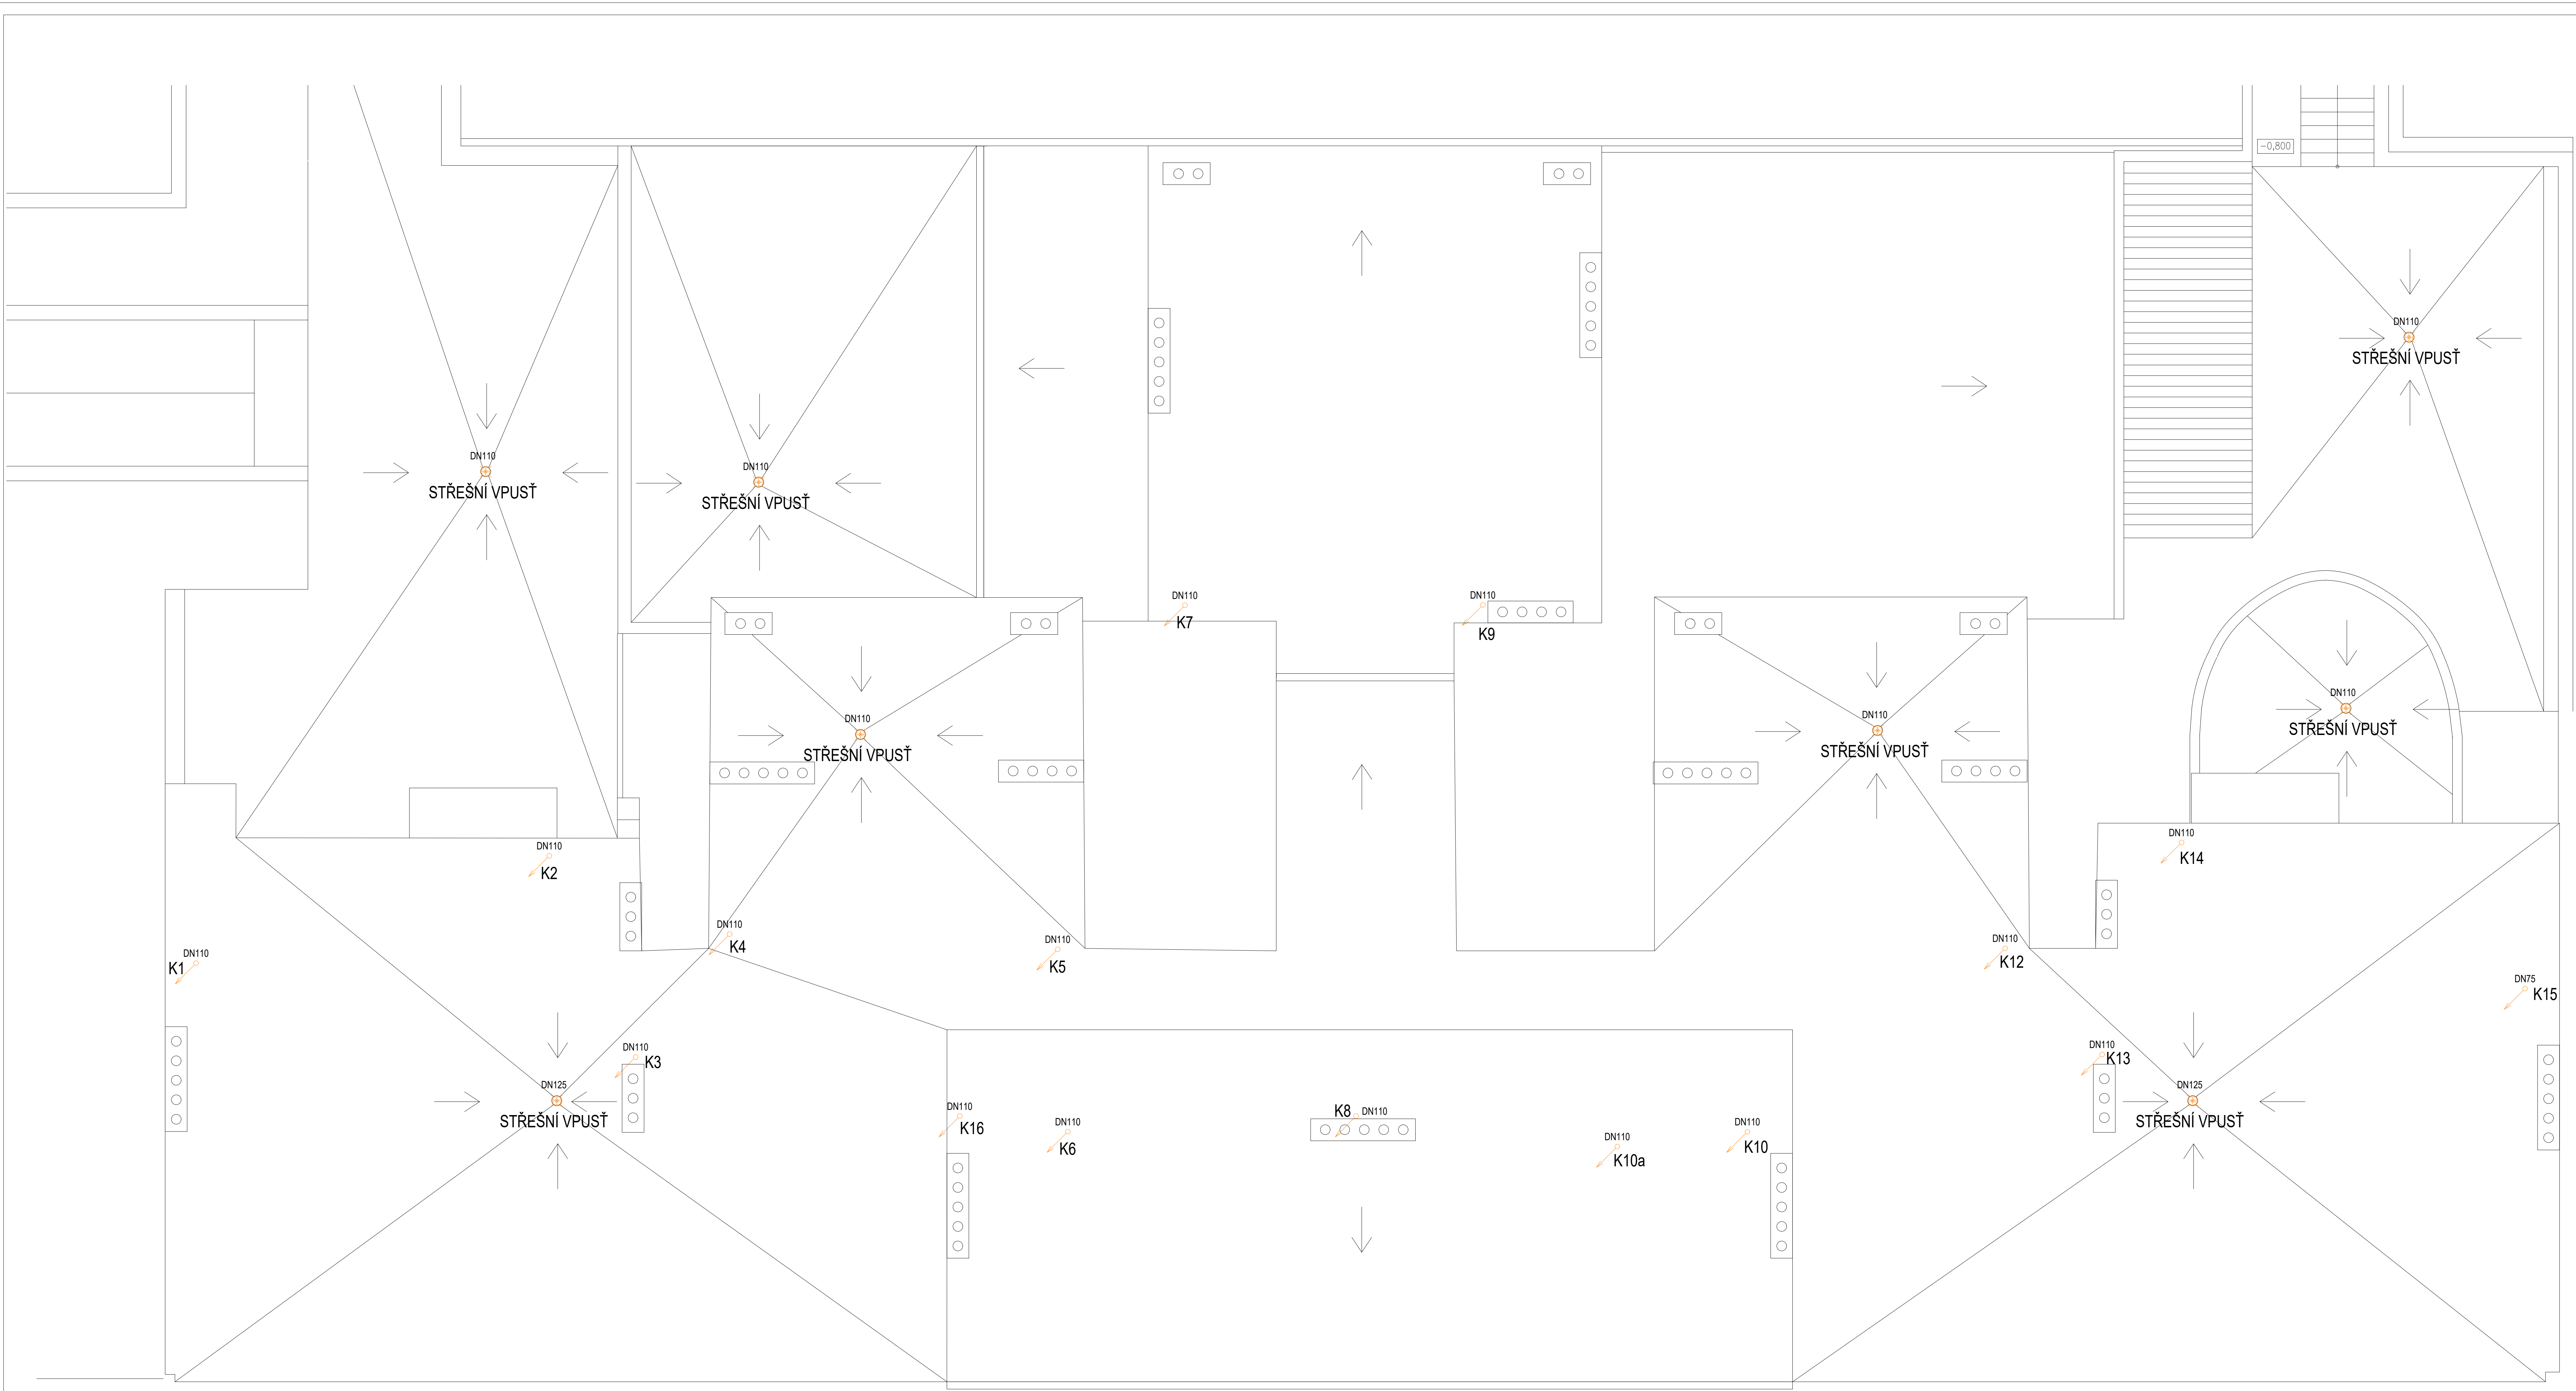 -0,800
DN110
STŘEŠNÍ VPUSŤ
DN110
STŘEŠNÍ VPUSŤ
DN110
STŘEŠNÍ VPUSŤ
DN110
K7
DN110
K9
DN110
STŘEŠNÍ VPUSŤ
DN110
STŘEŠNÍ VPUSŤ
DN110
STŘEŠNÍ VPUSŤ
DN110
K2
DN110
K14
DN110
K4
DN110
K1
DN110
K5
DN110
K12
DN75
K15
DN110
K3
DN110
K13
DN125
STŘEŠNÍ VPUSŤ
DN125
STŘEŠNÍ VPUSŤ
DN110
K16
DN110
K6
K8 DN110
DN110
K10a
DN110
K10